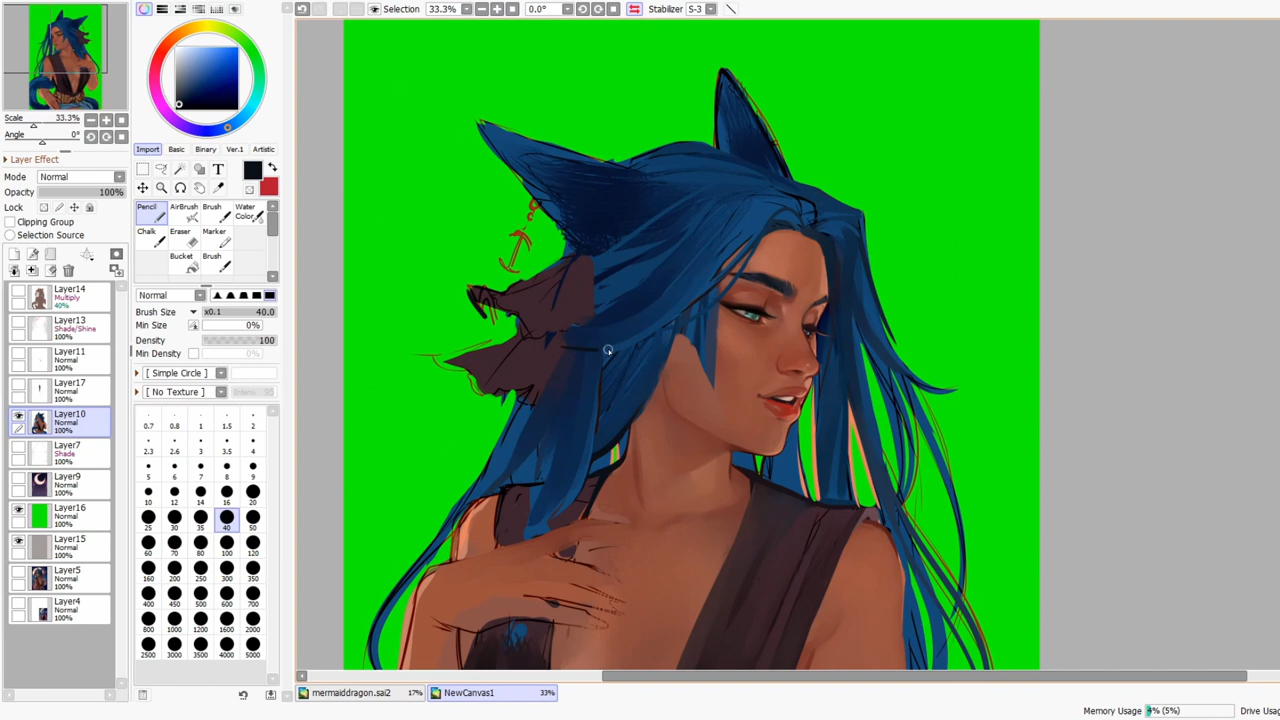 Selection 33.3% 0.0° Stabilizer S-3
Scale 33.3%
Angle 0°
Layer Effect
Mode Normal
Opacity 100%
Lock
Clipping Group
Selection Source
Layer14
Multiply
40%
Layer13
Shade/Shine
100%
Layer11
Normal
100%
Layer17
Normal
100%
Layer10
Normal
100%
Layer7
Shade
100%
Layer9
Normal
100%
Layer16
Normal
100%
Layer15
Normal
100%
Layer5
Normal
100%
Layer4
Normal
100%
Import Basic Binary Ver.1 Artistic
T
Pencil AirBrush Brush Water Color
Chalk Eraser Marker
Bucket Brush
Normal
Brush Size x0.1 40.0
Min Size 0%
Density 100
Min Density 0%
[ Simple Circle ]
[ No Texture ]
0.7 0.8 1 1.5 2
2.3 2.6 3 3.5 4
5 6 7 8 9
10 12 14 16 20
25 30 35 40 50
60 70 80 100 120
160 200 250 300 350
400 450 500 600 700
800 1000 1200 1600 2000
2500 3000 3500 4000 5000
mermaiddragon.sai2 17% NewCanvas1 33%
Memory Usage 4% (5%) Drive Usag